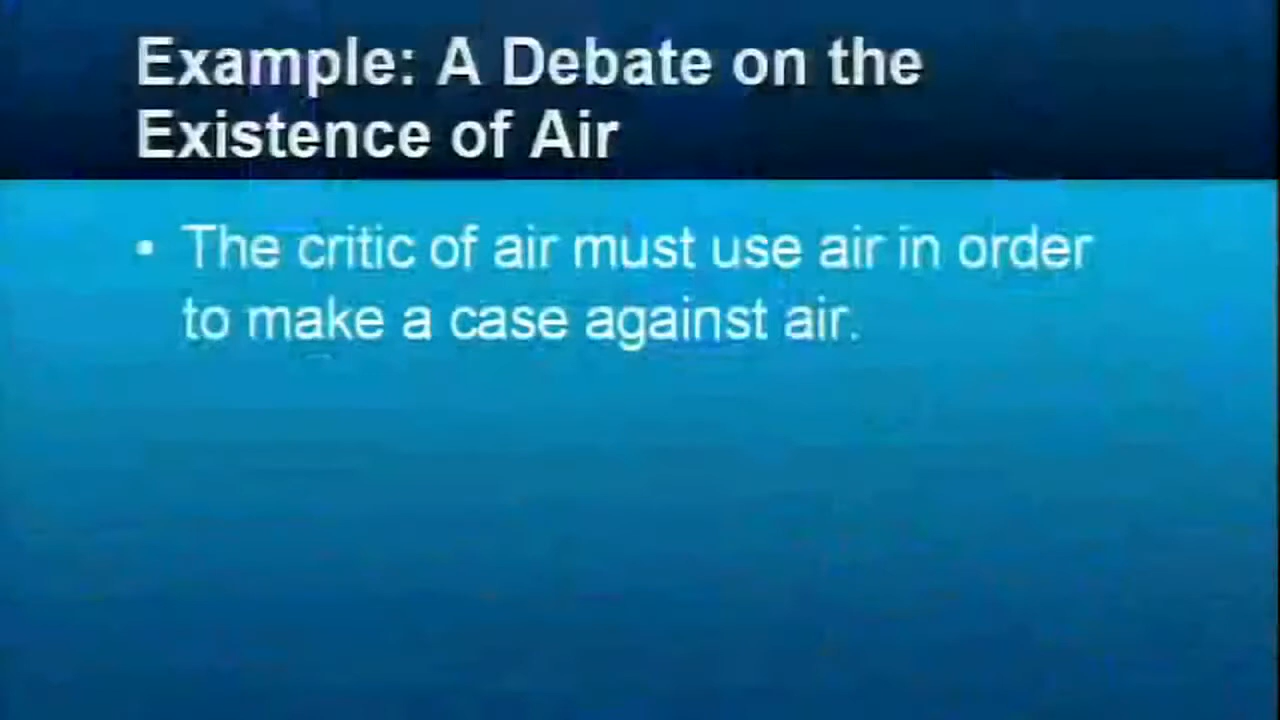 Example: A Debate on the
Existence of Air
• The critic of air must use air in order
to make a case against air.